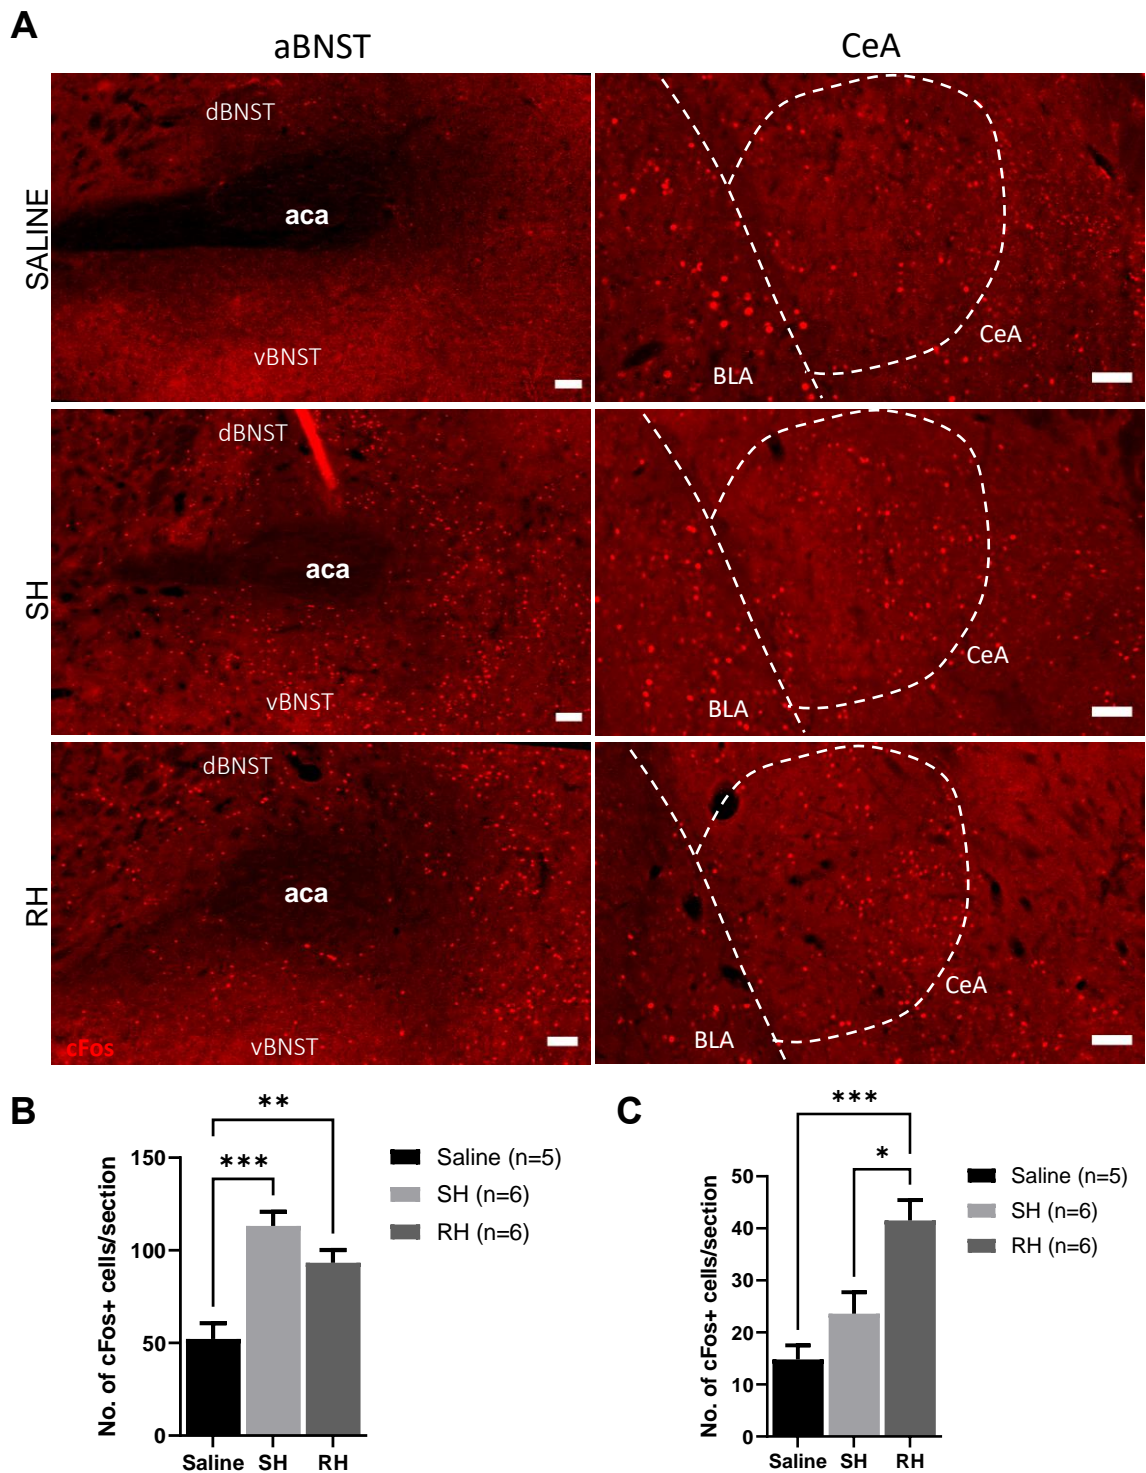 A
aBNST
CeA
SALINE
dBNST
aca
vBNST
BLA
CeA
SH
dBNST
aca
vBNST
BLA
CeA
RH
dBNST
aca
vBNST
cFos
BLA
CeA
B
**
***
No. of cFos+ cells/section
150
100
50
0
Saline
SH
RH
Saline (n=5)
SH (n=6)
RH (n=6)
C
***
*
No. of cFos+ cells/section
50
40
30
20
10
0
Saline
SH
RH
Saline (n=5)
SH (n=6)
RH (n=6)